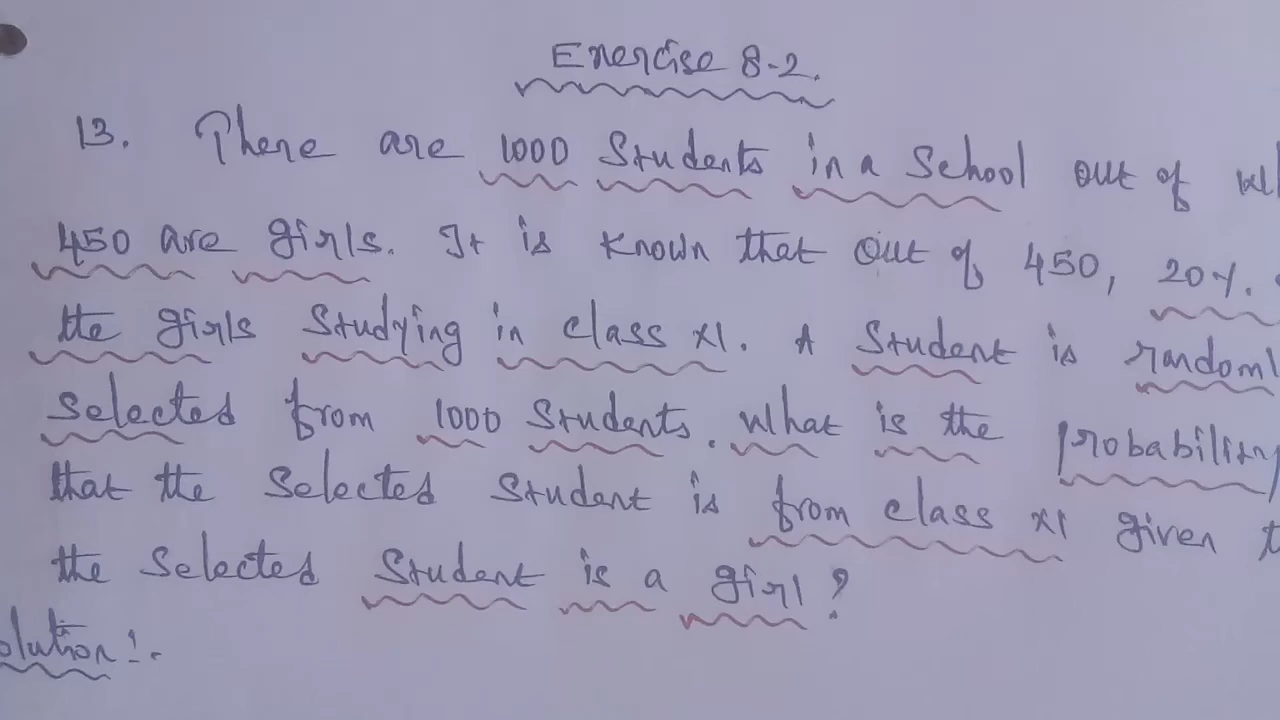 Exercise 8-2.
13. There are 1000 Students in a School out of
450 are girls. It is known that out of 450, 20%.
the girls Studying in class XI. A Student is randoml
Selected from 1000 Students. What is the probability
that the Selected Student is from class XI given t
the Selected Student is a girl?
olution:-